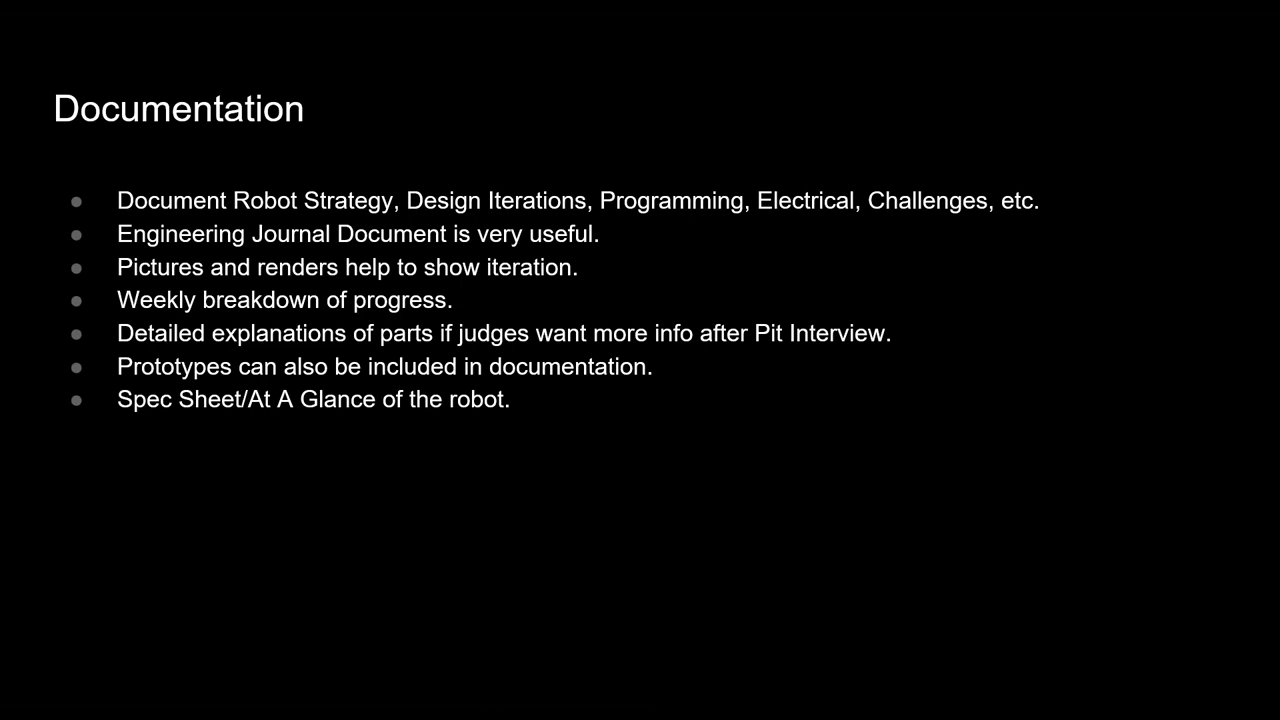 Documentation
● Document Robot Strategy, Design Iterations, Programming, Electrical, Challenges, etc.
● Engineering Journal Document is very useful.
● Pictures and renders help to show iteration.
● Weekly breakdown of progress.
● Detailed explanations of parts if judges want more info after Pit Interview.
● Prototypes can also be included in documentation.
● Spec Sheet/At A Glance of the robot.